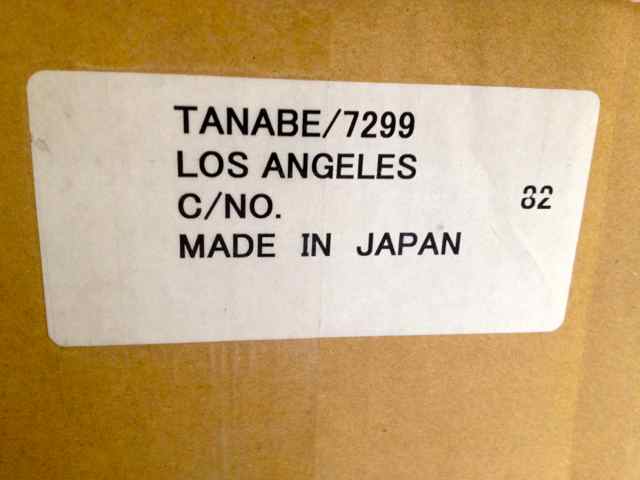 TANABE/7299
LOS ANGELES
C/NO. 82
MADE IN JAPAN